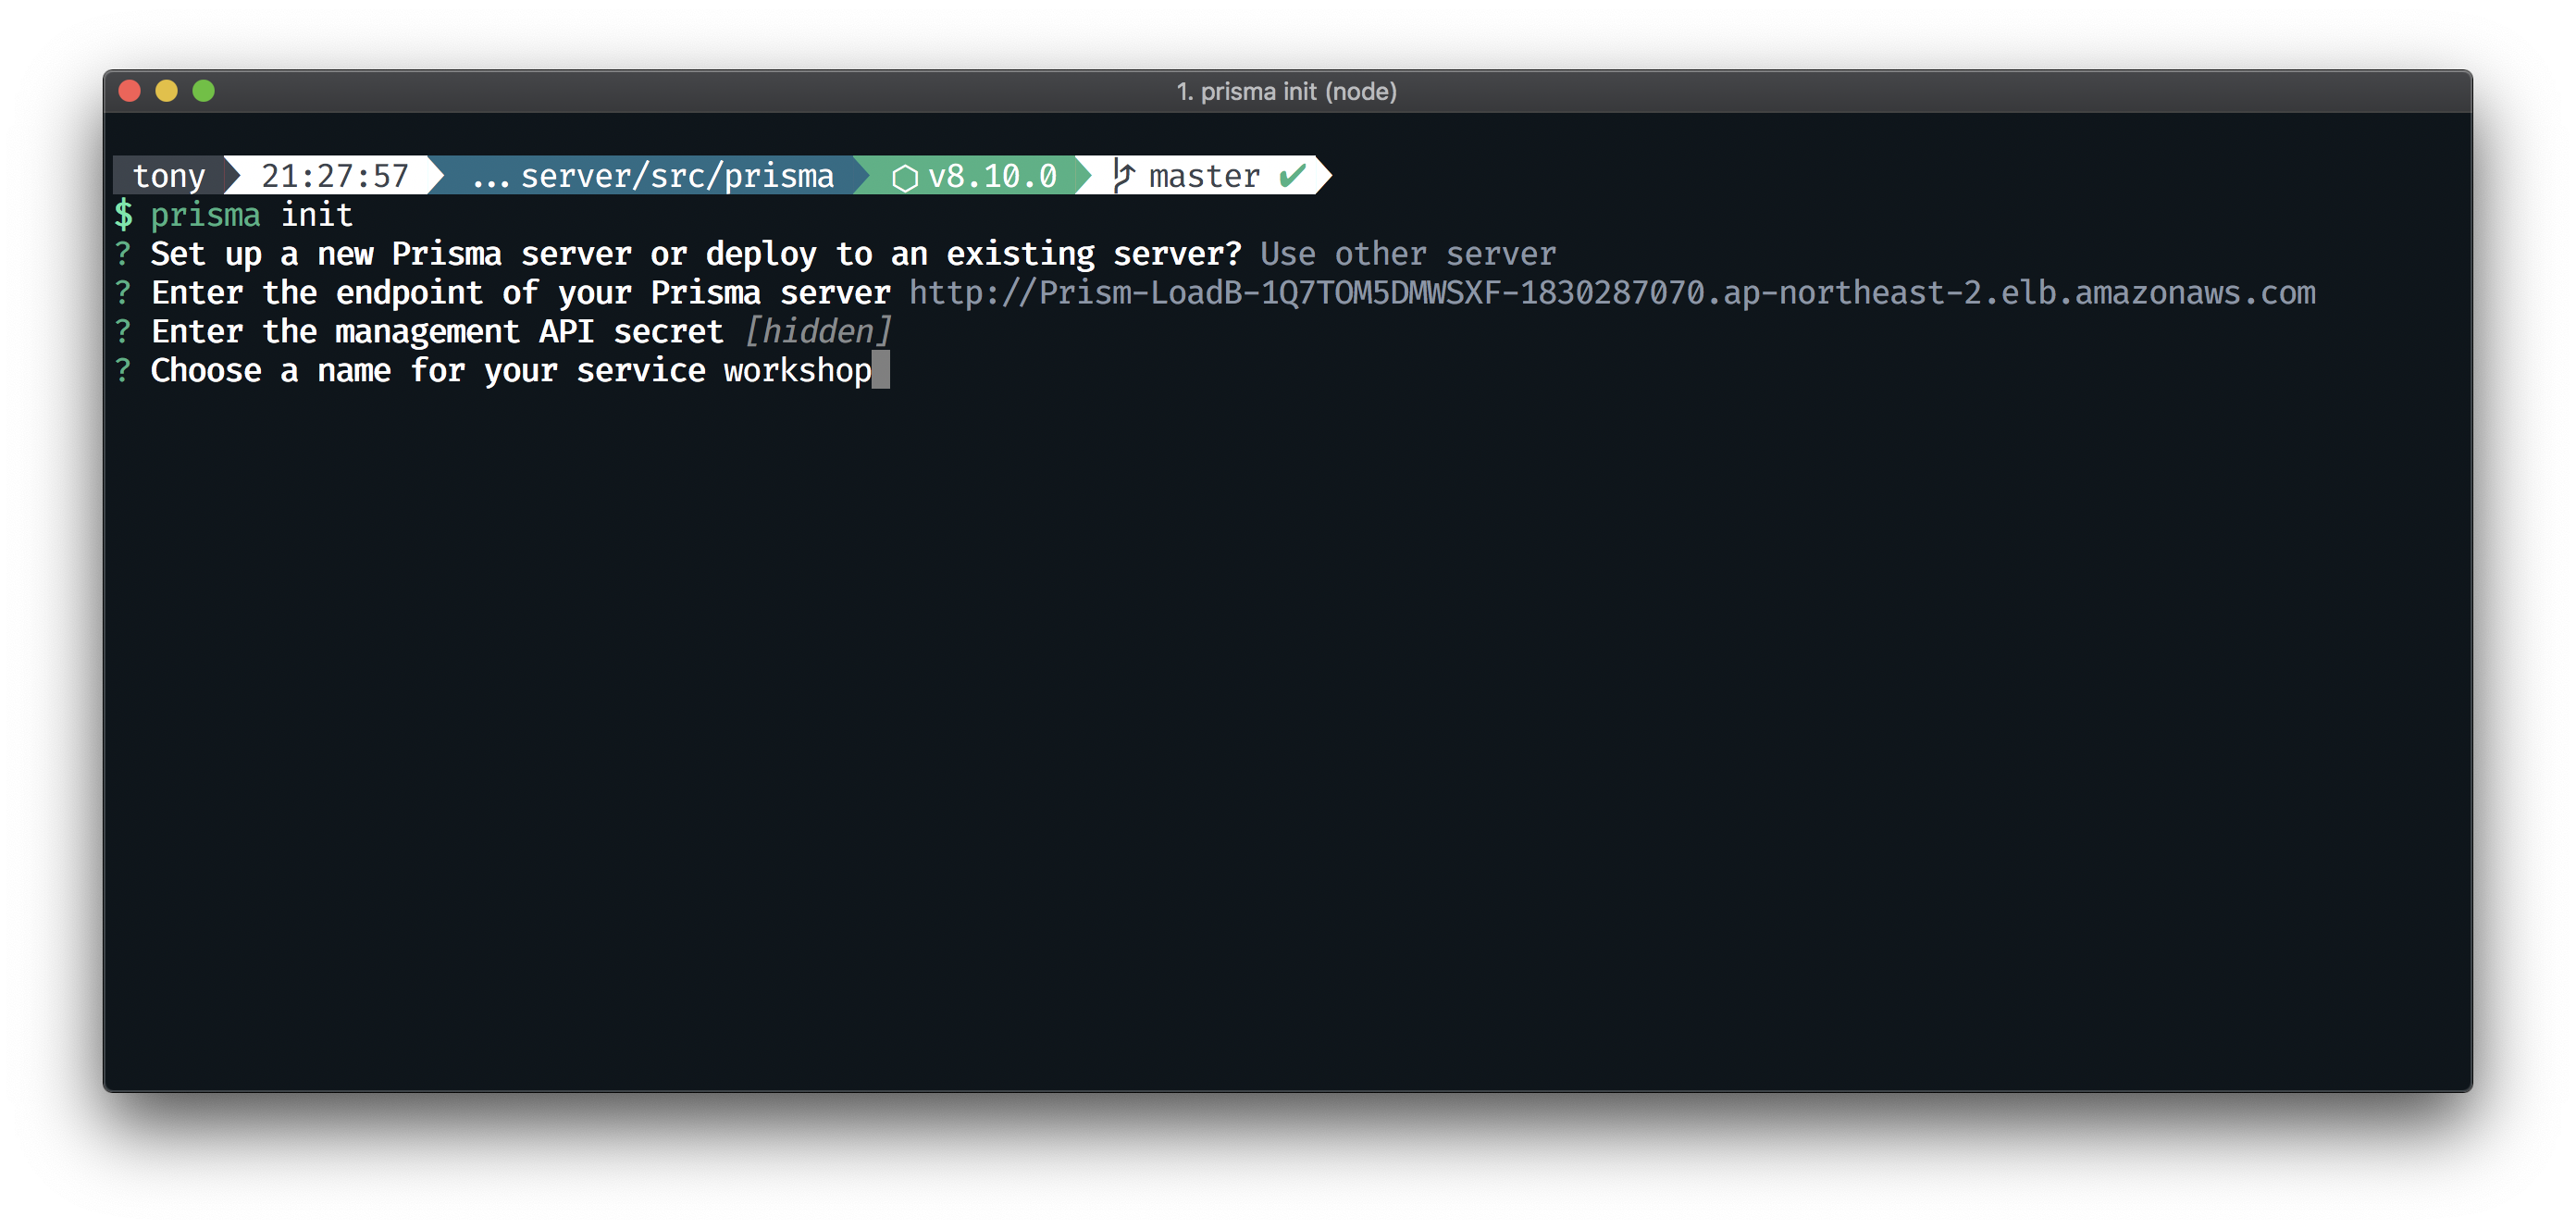 1. prisma init (node)
tony 21:27:57 ... server/src/prisma v8.10.0 master ✔
$ prisma init
? Set up a new Prisma server or deploy to an existing server? Use other server
? Enter the endpoint of your Prisma server http://Prism-LoadB-1Q7TOM5DMWSXF-1830287070.ap-northeast-2.elb.amazonaws.com
? Enter the management API secret [hidden]
? Choose a name for your service workshop